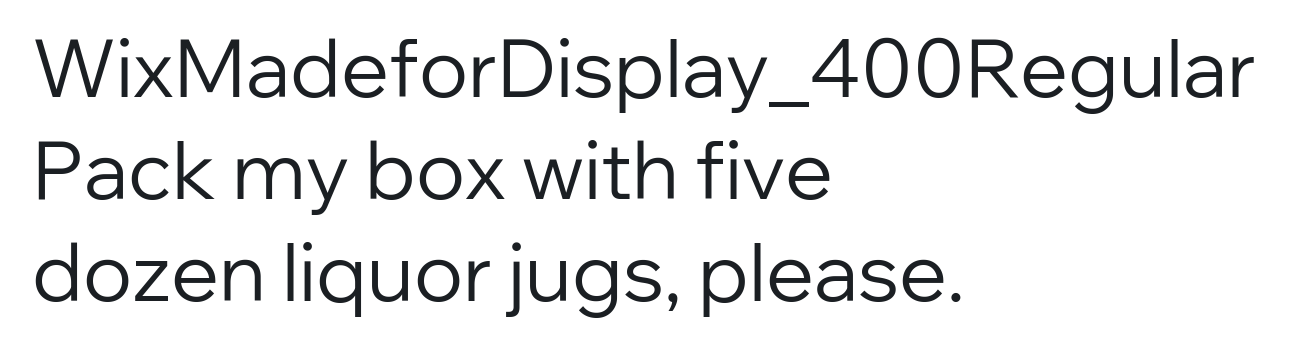 WixMadeforDisplay_400Regular
Pack my box with five
dozen liquor jugs, please.